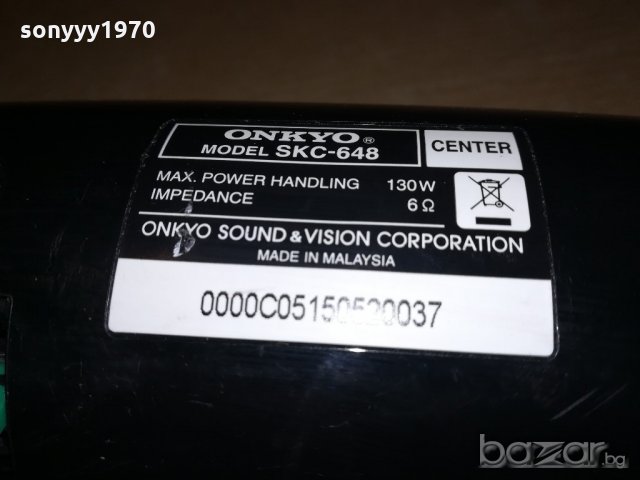 sonyyy1970
ONKYO®
MODEL SKC-648
CENTER
MAX. POWER HANDLING 130W
IMPEDANCE 6 Ω
ONKYO SOUND & VISION CORPORATION
MADE IN MALAYSIA
0000C05150520037
bazar.bg